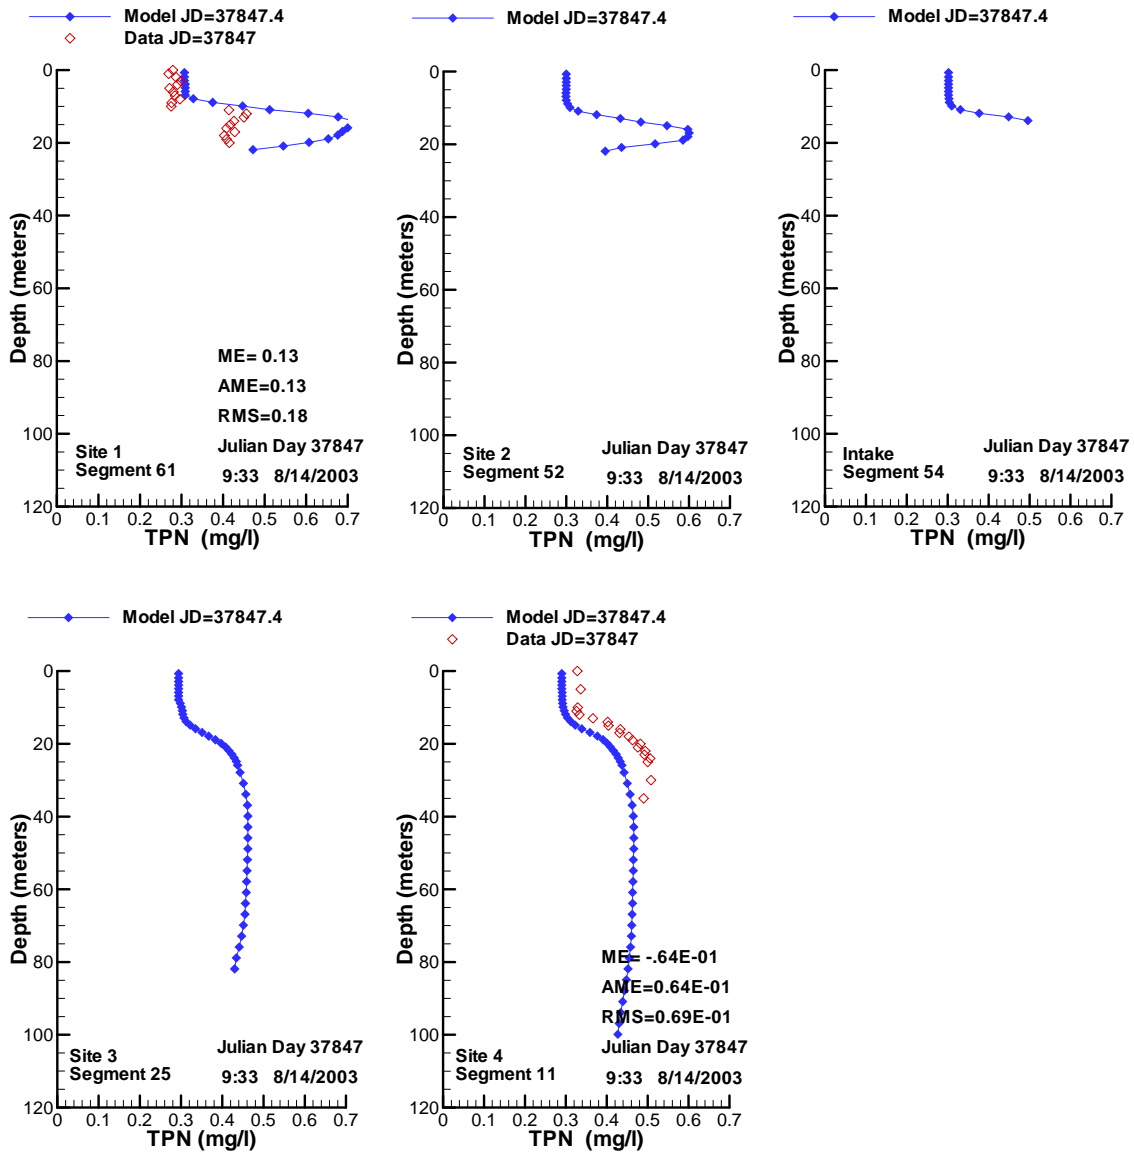 Model JD=37847.4
Data JD=37847
0
20
40
60
80
100
120
Depth (meters)
ME= 0.13
AME=0.13
RMS=0.18
Site 1
Segment 61
Julian Day 37847
9:33 8/14/2003
0 0.1 0.2 0.3 0.4 0.5 0.6 0.7
TPN (mg/l)
Model JD=37847.4
0
20
40
60
80
100
120
Depth (meters)
Site 2
Segment 52
Julian Day 37847
9:33 8/14/2003
0 0.1 0.2 0.3 0.4 0.5 0.6 0.7
TPN (mg/l)
Model JD=37847.4
0
20
40
60
80
100
120
Depth (meters)
Intake
Segment 54
Julian Day 37847
9:33 8/14/2003
0 0.1 0.2 0.3 0.4 0.5 0.6 0.7
TPN (mg/l)
Model JD=37847.4
0
20
40
60
80
100
120
Depth (meters)
Site 3
Segment 25
Julian Day 37847
9:33 8/14/2003
0 0.1 0.2 0.3 0.4 0.5 0.6 0.7
TPN (mg/l)
Model JD=37847.4
Data JD=37847
0
20
40
60
80
100
120
Depth (meters)
ME= -.64E-01
AME=0.64E-01
RMS=0.69E-01
Site 4
Segment 11
Julian Day 37847
9:33 8/14/2003
0 0.1 0.2 0.3 0.4 0.5 0.6 0.7
TPN (mg/l)